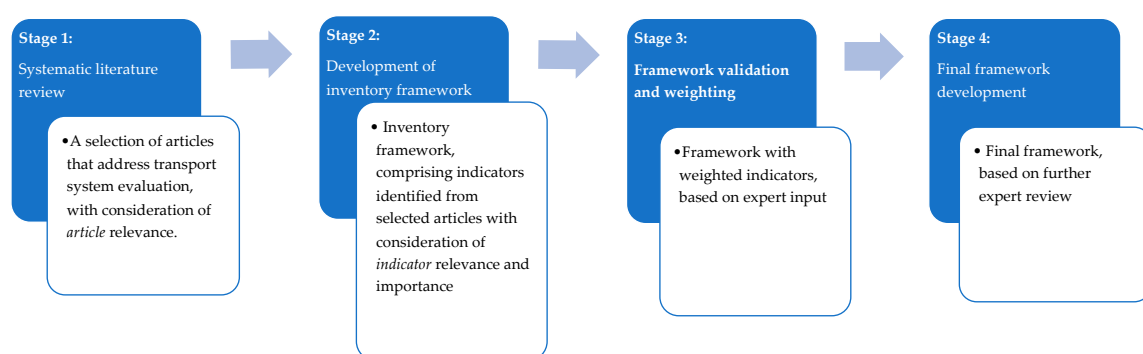 Stage 1:
Systematic literature
review
•A selection of articles
that address transport
system evaluation,
with consideration of
article relevance.
Stage 2:
Development of
inventory framework
• Inventory
framework,
comprising indicators
identified from
selected articles with
consideration of
indicator relevance and
importance
Stage 3:
Framework validation
and weighting
•Framework with
weighted indicators,
based on expert input
Stage 4:
Final framework
development
• Final framework,
based on further
expert review